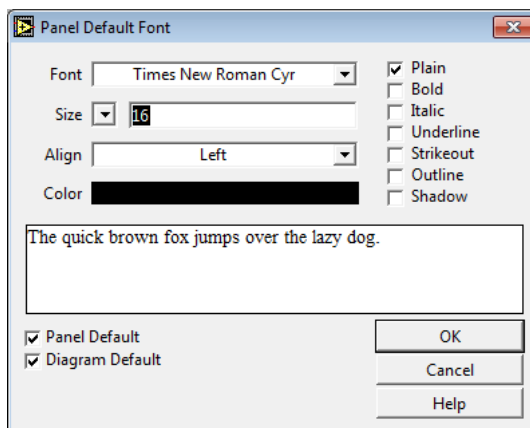 Panel Default Font
Font Times New Roman Cyr
Size 16
Align Left
Color
Plain
Bold
Italic
Underline
Strikeout
Outline
Shadow
The quick brown fox jumps over the lazy dog.
Panel Default
Diagram Default
OK
Cancel
Help